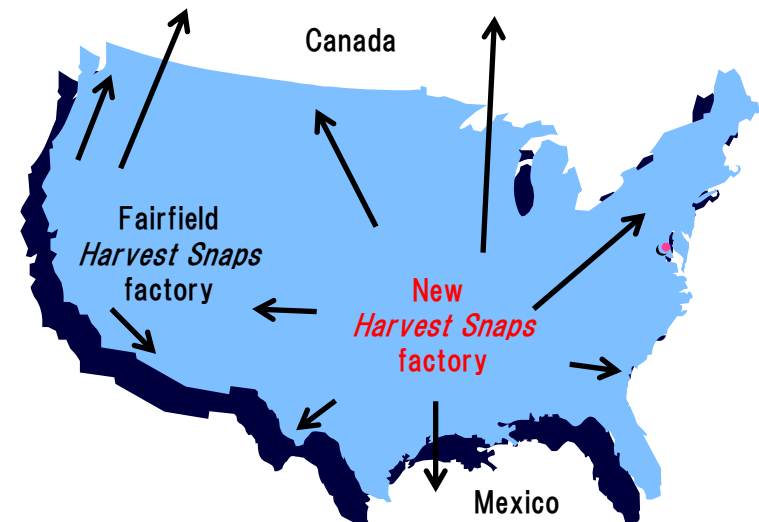 Canada
Fairfield
Harvest Snaps
factory
New
Harvest Snaps
factory
Mexico